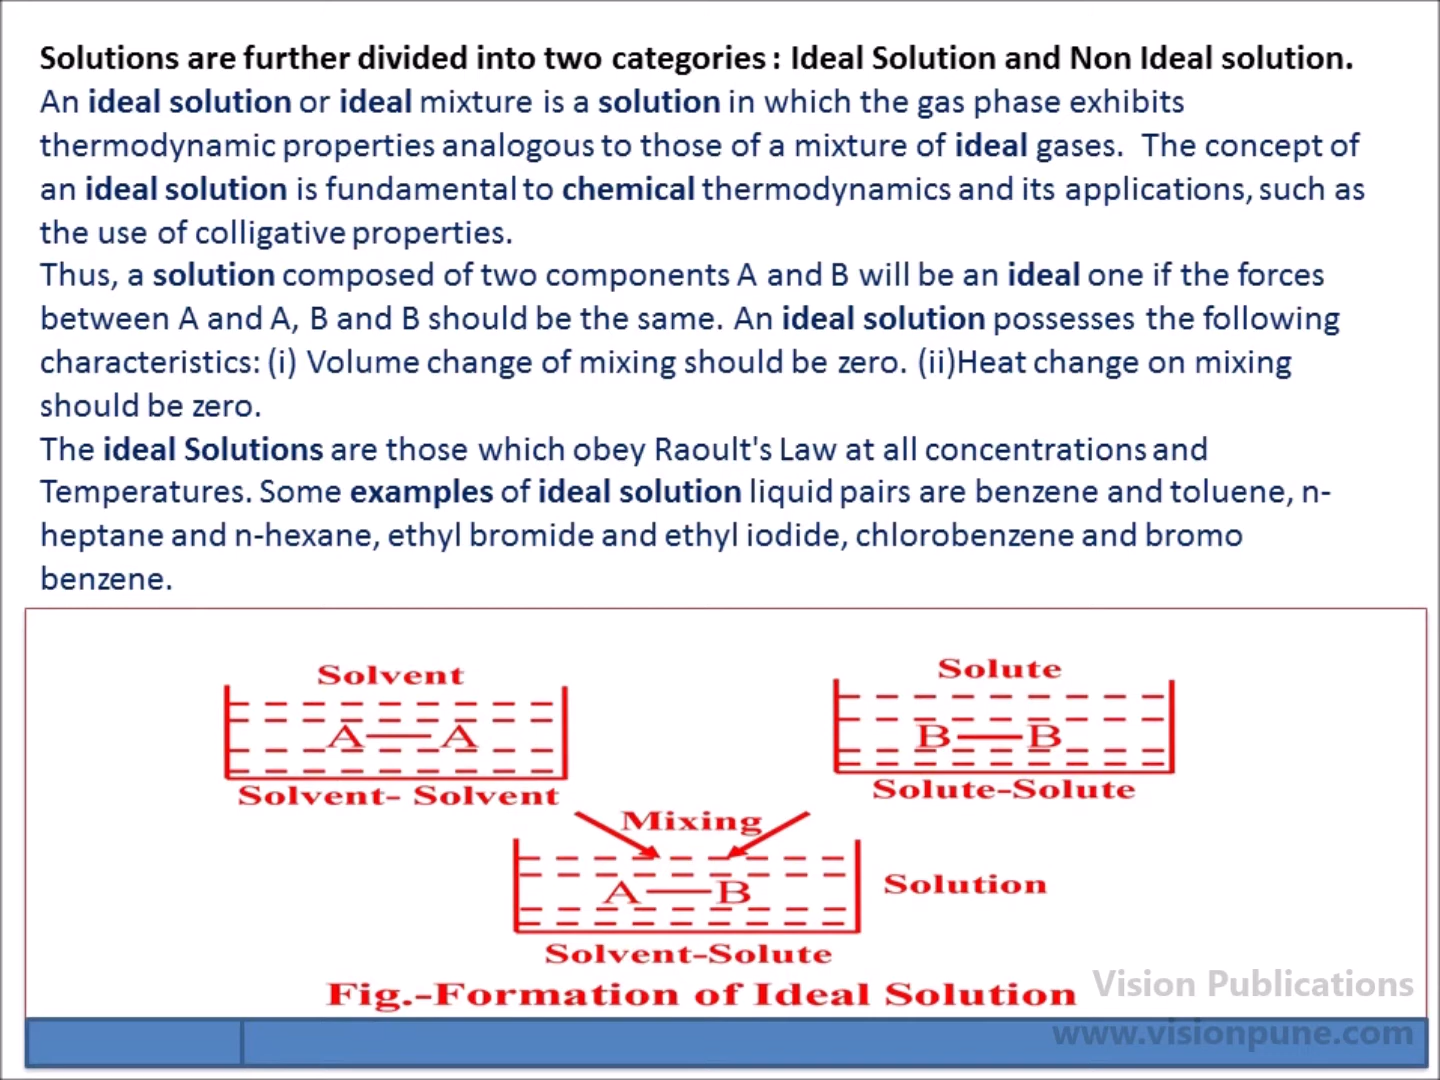 Solutions are further divided into two categories : Ideal Solution and Non Ideal solution.
An ideal solution or ideal mixture is a solution in which the gas phase exhibits
thermodynamic properties analogous to those of a mixture of ideal gases. The concept of
an ideal solution is fundamental to chemical thermodynamics and its applications, such as
the use of colligative properties.
Thus, a solution composed of two components A and B will be an ideal one if the forces
between A and A, B and B should be the same. An ideal solution possesses the following
characteristics: (i) Volume change of mixing should be zero. (ii)Heat change on mixing
should be zero.
The ideal Solutions are those which obey Raoult's Law at all concentrations and
Temperatures. Some examples of ideal solution liquid pairs are benzene and toluene, n-
heptane and n-hexane, ethyl bromide and ethyl iodide, chlorobenzene and bromo
benzene.
Solvent
A — A
Solvent- Solvent
Solute
B — B
Solute-Solute
Mixing
A — B
Solution
Solvent-Solute
Fig.-Formation of Ideal Solution
Vision Publications
www.visionpune.com